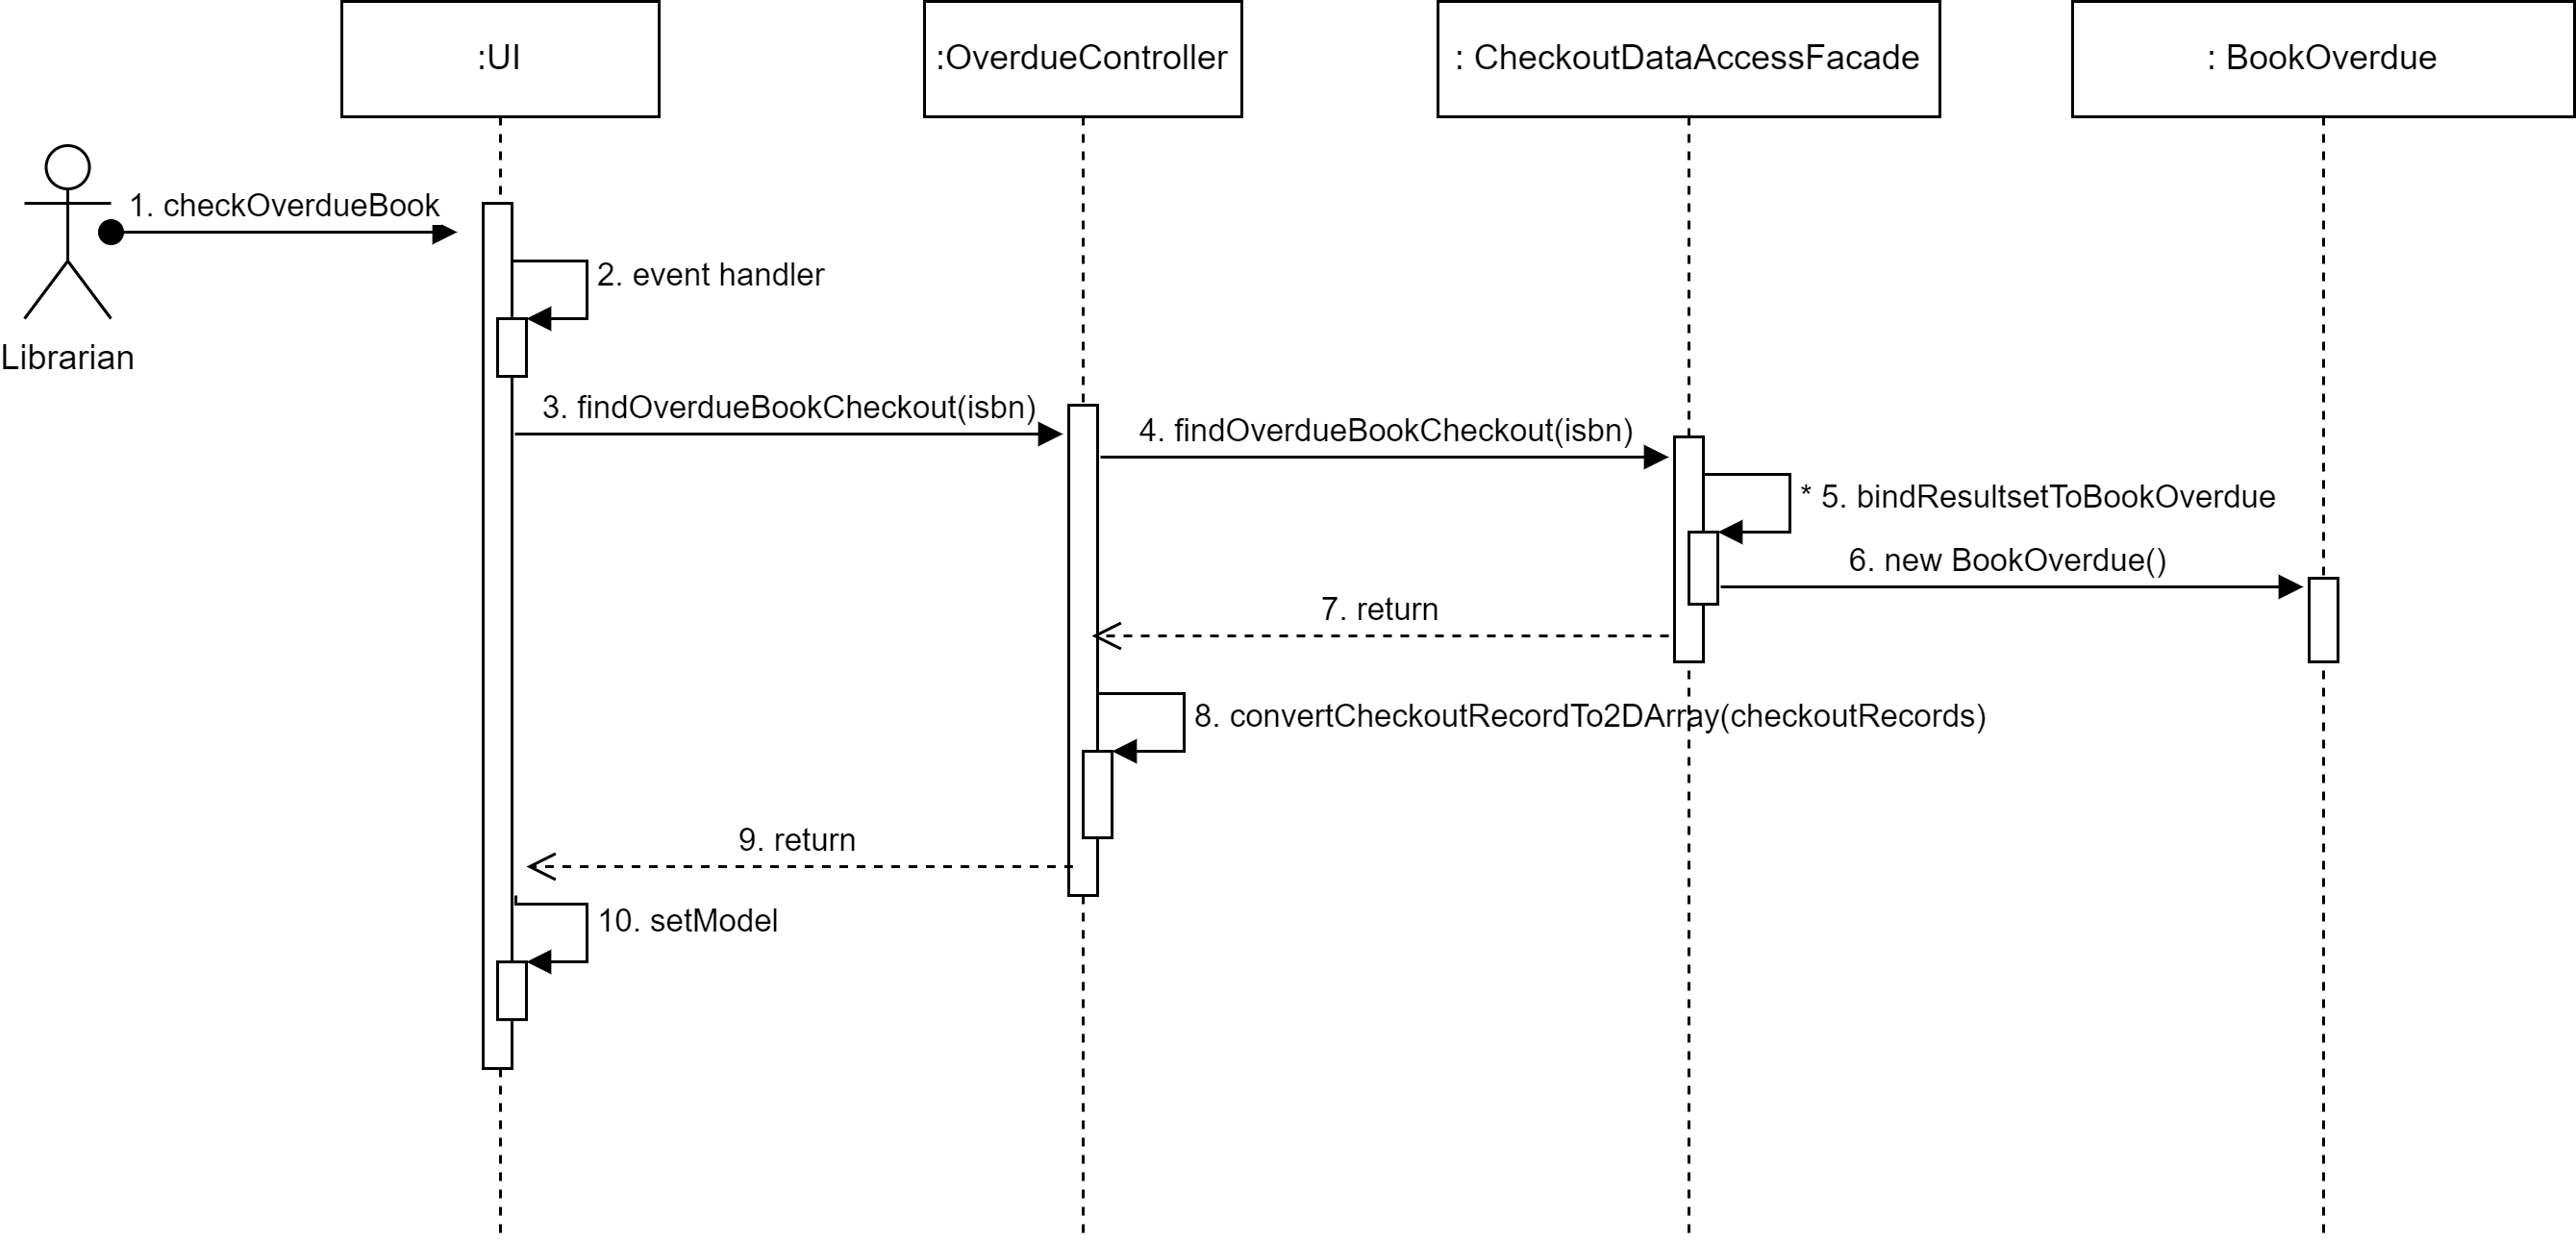 :UI
:OverdueController
: CheckoutDataAccessFacade
: BookOverdue
1. checkOverdueBook
2. event handler
Librarian
3. findOverdueBookCheckout(isbn)
4. findOverdueBookCheckout(isbn)
* 5. bindResultsetToBookOverdue
6. new BookOverdue()
7. return
8. convertCheckoutRecordTo2DArray(checkoutRecords)
9. return
10. setModel